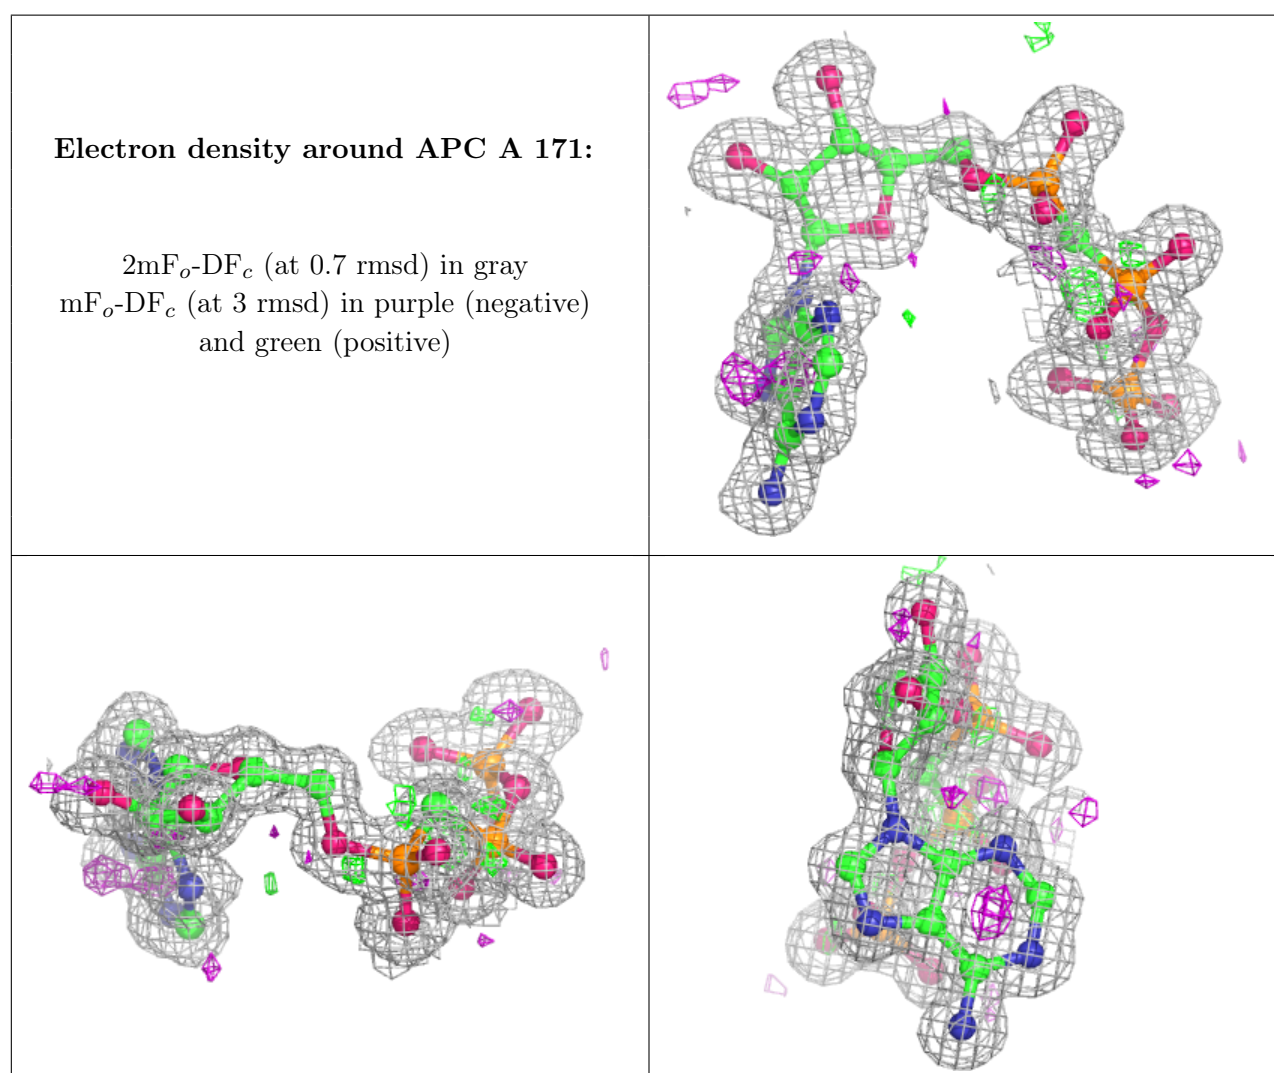 Electron density around APC A 171:
2mFo-DFc (at 0.7 rmsd) in gray
mFo-DFc (at 3 rmsd) in purple (negative)
and green (positive)